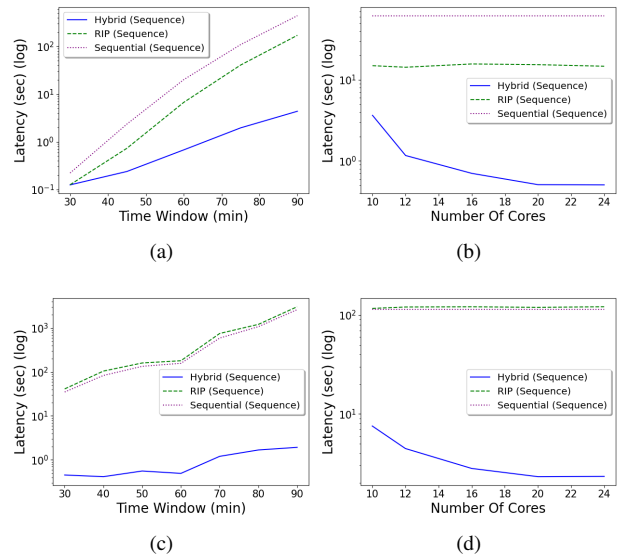 Latency (sec) (log)
10²
10¹
10⁰
10⁻¹
Hybrid (Sequence)
RIP (Sequence)
Sequential (Sequence)
30 40 50 60 70 80 90
Time Window (min)
(a)
Latency (sec) (log)
10¹
10⁰
Hybrid (Sequence)
RIP (Sequence)
Sequential (Sequence)
10 12 14 16 18 20 22 24
Number Of Cores
(b)
Latency (sec) (log)
10³
10²
10¹
10⁰
Hybrid (Sequence)
RIP (Sequence)
Sequential (Sequence)
30 40 50 60 70 80 90
Time Window (min)
(c)
Latency (sec) (log)
10²
10¹
Hybrid (Sequence)
RIP (Sequence)
Sequential (Sequence)
10 12 14 16 18 20 22 24
Number Of Cores
(d)